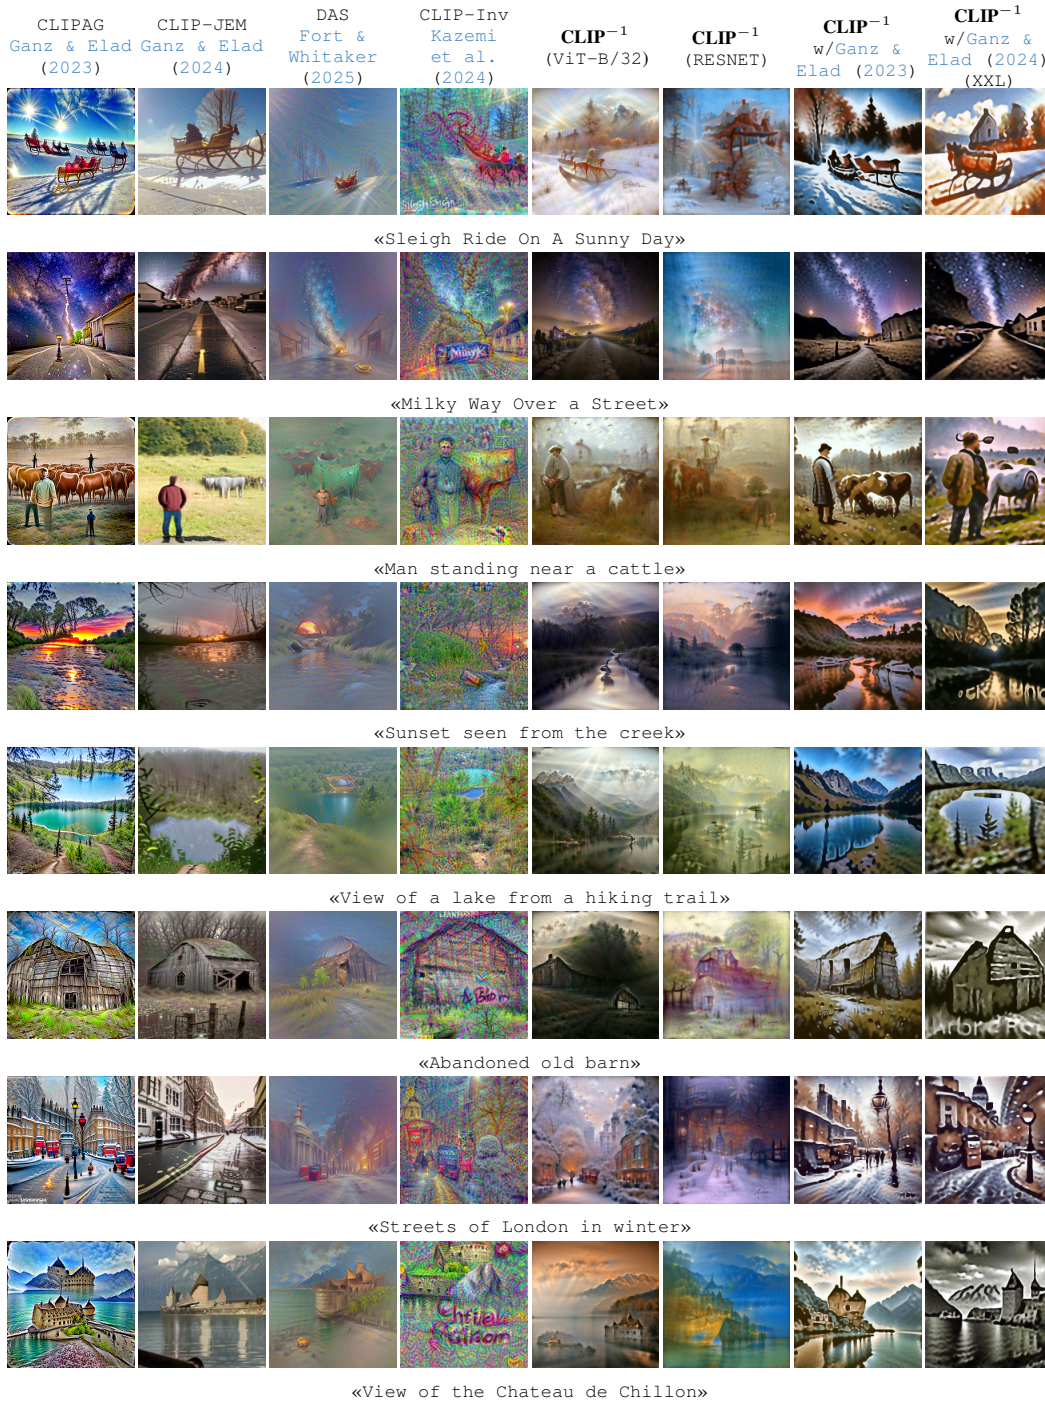 CLIPAG
Ganz & Elad
(2023)
CLIP-JEM
Ganz & Elad
(2024)
DAS
Fort &
Whitaker
(2025)
CLIP-Inv
Kazemi
et al.
(2024)
CLIP⁻¹
(ViT-B/32)
CLIP⁻¹
(RESNET)
CLIP⁻¹
w/Ganz &
Elad (2023)
CLIP⁻¹
w/Ganz &
Elad (2024)
(XXL)
«Sleigh Ride On A Sunny Day»
«Milky Way Over a Street»
«Man standing near a cattle»
«Sunset seen from the creek»
«View of a lake from a hiking trail»
«Abandoned old barn»
«Streets of London in winter»
«View of the Chateau de Chillon»